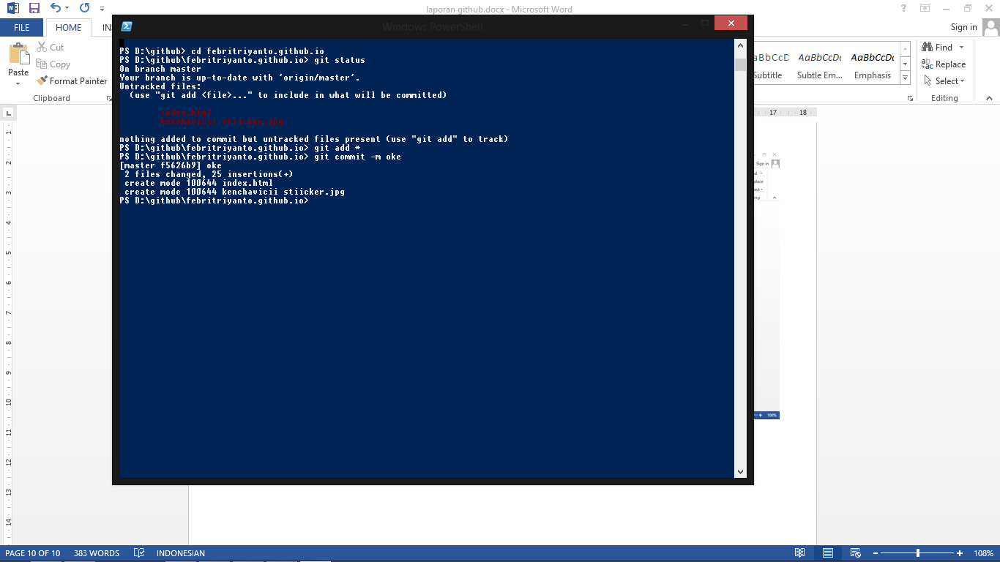 laporan github.docx - Microsoft Word
FILE
HOME
Sign in
Cut
Copy
Format Painter
Paste
Clipboard
Windows PowerShell
PS D:\github> cd febritriyanto.github.io
PS D:\github\febritriyanto.github.io> git status
On branch master
Your branch is up-to-date with 'origin/master'.
Untracked files:
(use "git add <file>..." to include in what will be committed)
index.html
kenchavicii stiicker.jpg
nothing added to commit but untracked files present (use "git add" to track)
PS D:\github\febritriyanto.github.io> git add *
PS D:\github\febritriyanto.github.io> git commit -m oke
[master f5626b9] oke
2 files changed, 25 insertions(+)
create mode 100644 index.html
create mode 100644 kenchavicii stiicker.jpg
PS D:\github\febritriyanto.github.io>
AaBbCcDc
AaBbCcDc
Subtitle
Subtle Em...
Emphasis
Find
Replace
Select
Editing
17
18
1
2
3
4
5
6
7
8
9
10
11
12
13
14
Sign in
100%
PAGE 10 OF 10
383 WORDS
INDONESIAN
108%